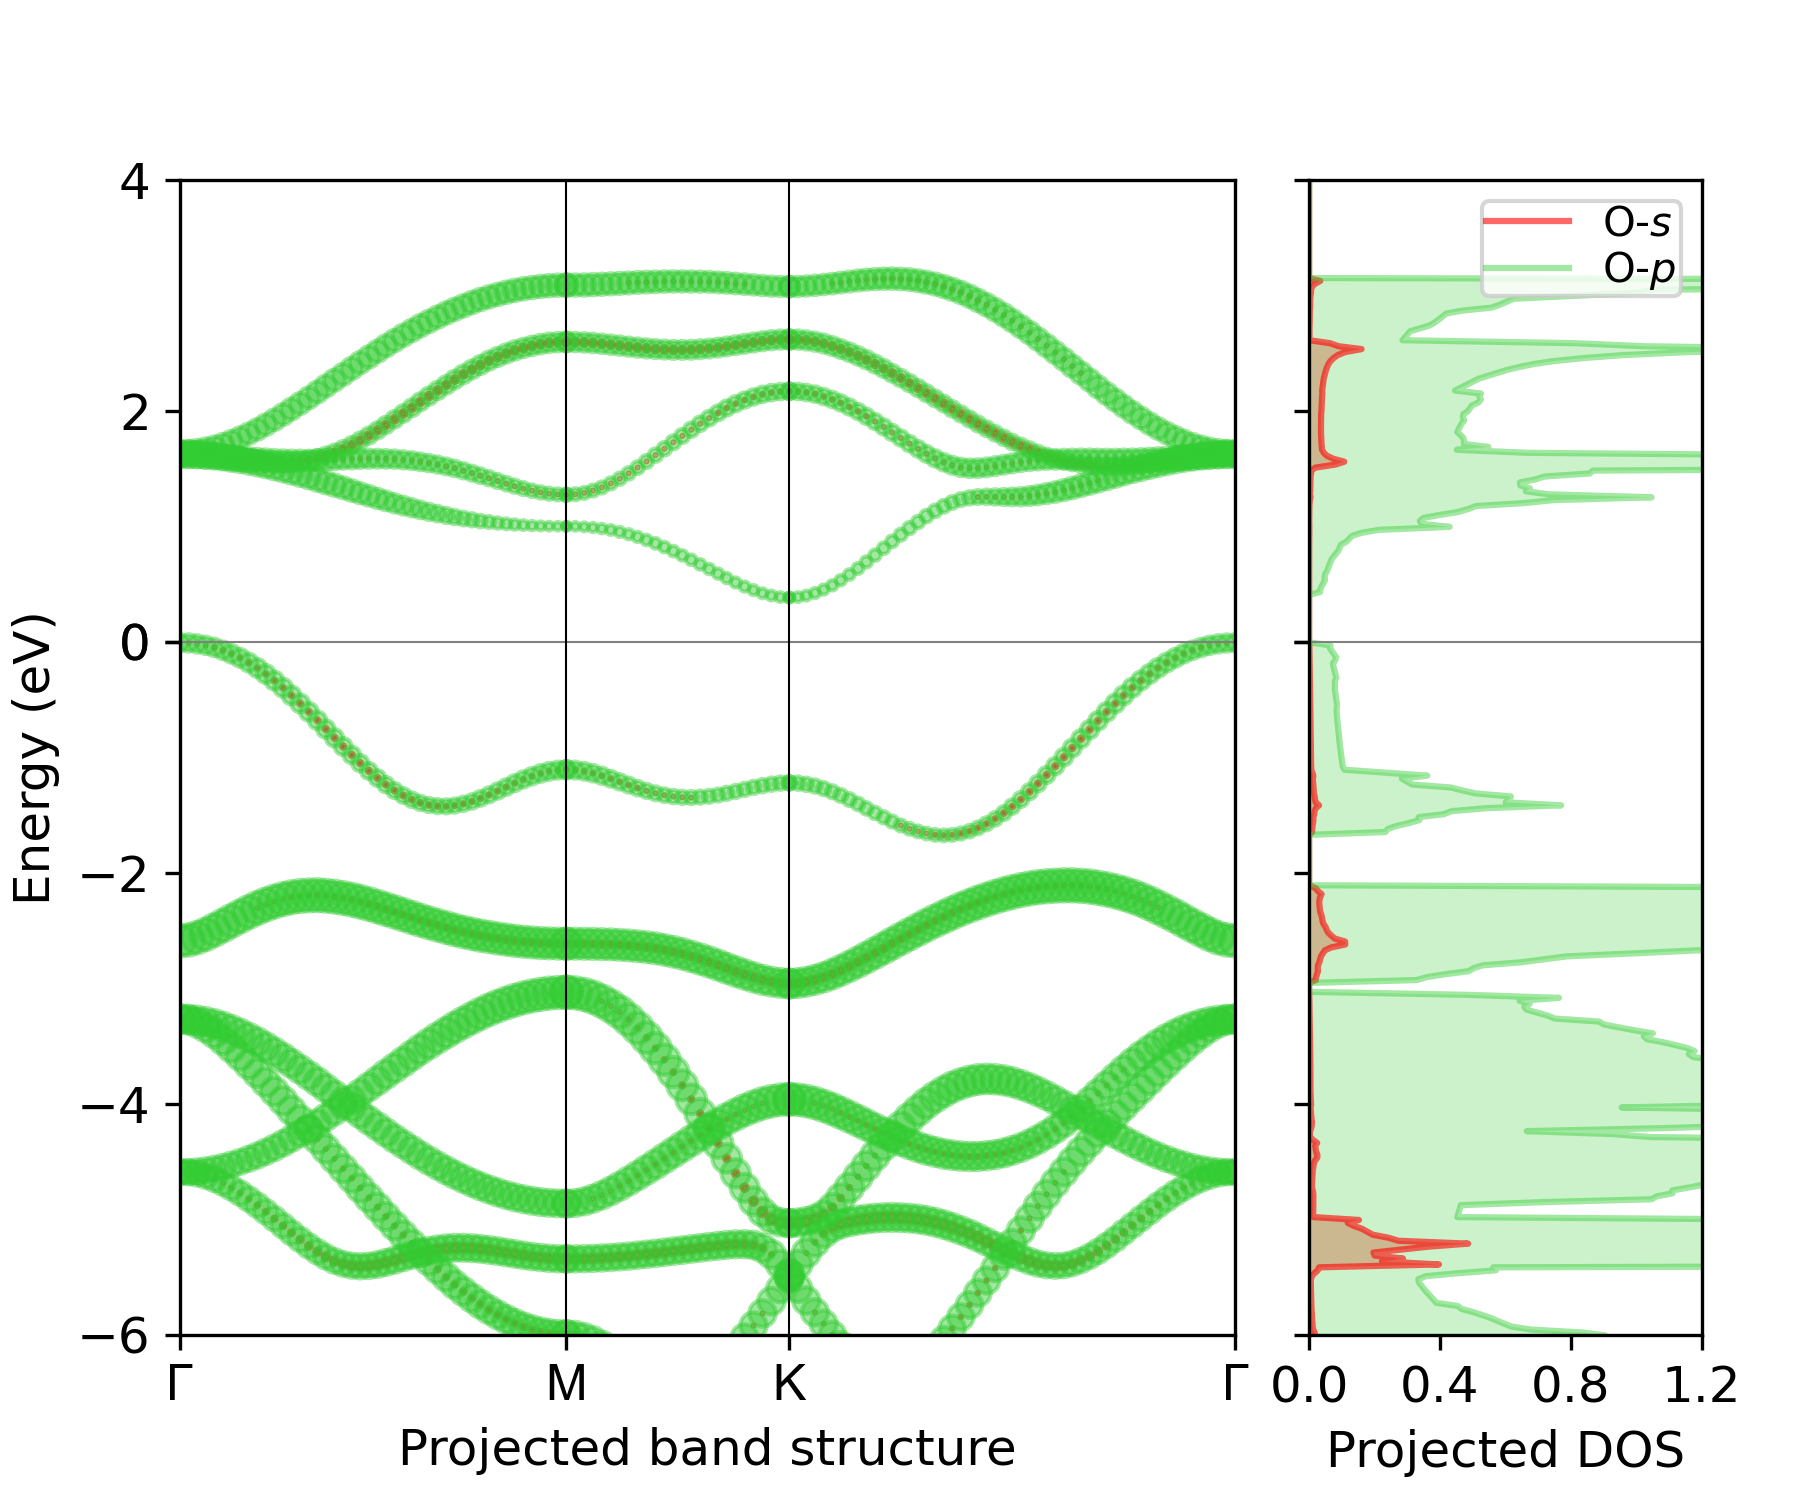 4
2
0
−2
−4
−6
Energy (eV)
Γ
M
K
Γ
Projected band structure
O-s
O-p
0.0
0.4
0.8
1.2
Projected DOS